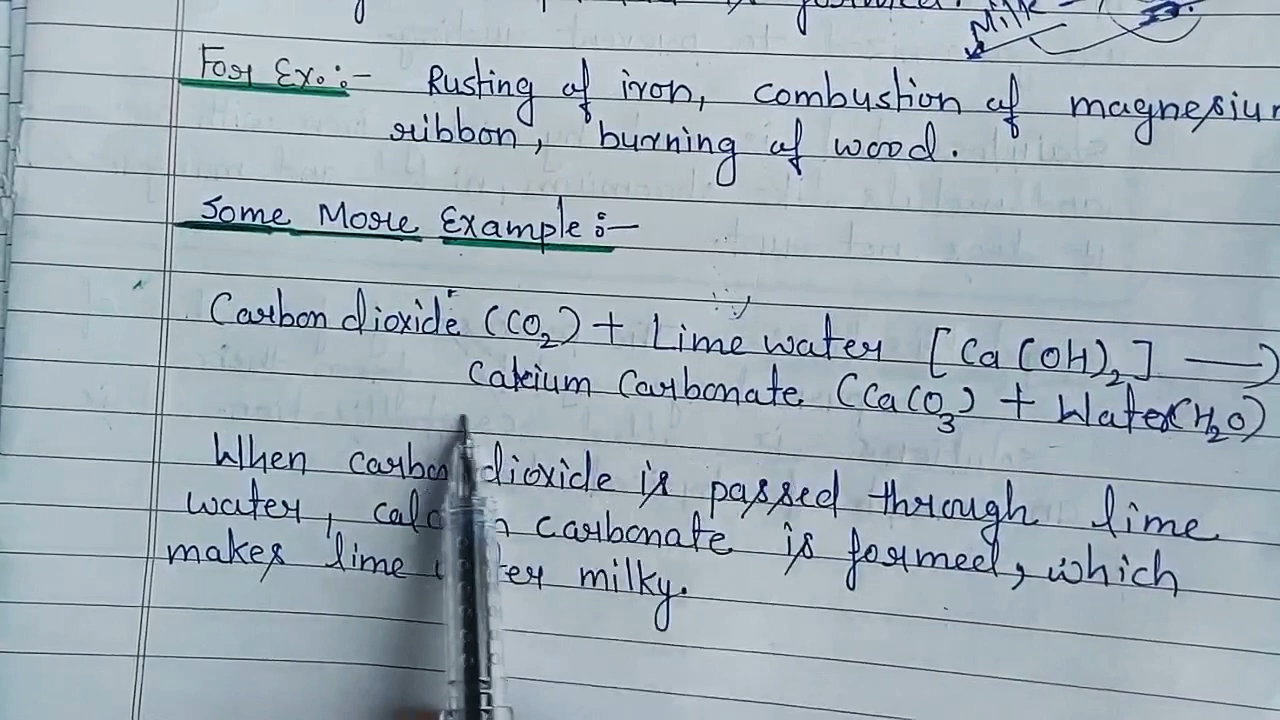 Milk
For Ex.:- Rusting of iron, combustion of magnesium
ribbon, burning of wood.
Some More Example:-
Carbon dioxide (CO₂) + Lime water [Ca(OH)₂] →
Calcium Carbonate (CaCO₃) + Water(H₂O)
When carbon dioxide is passed through lime
water, calcium carbonate is formed, which
makes lime water milky.